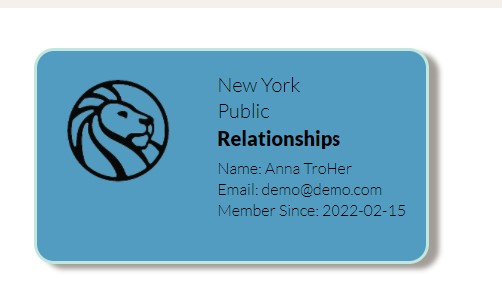 New York
Public
Relationships
Name: Anna TroHer
Email: demo@demo.com
Member Since: 2022-02-15